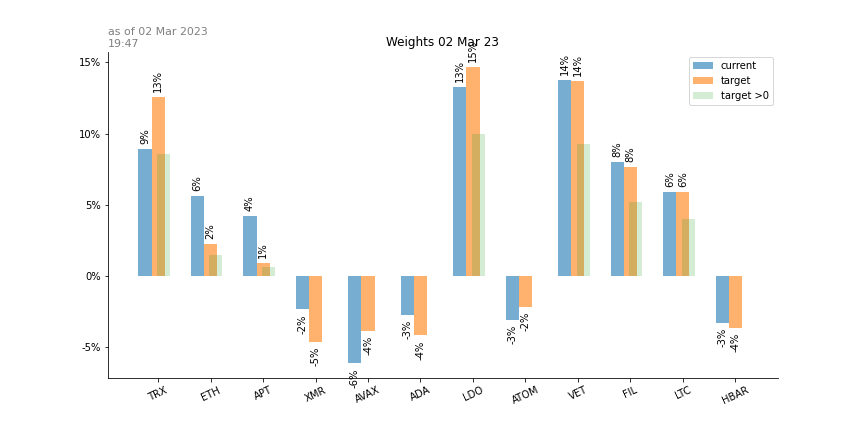 as of 02 Mar 2023
19:47
Weights 02 Mar 23
current
target
target >0
15%
10%
5%
0%
-5%
9%
13%
6%
2%
4%
1%
-2%
-5%
-6%
-4%
-3%
-4%
13%
15%
-3%
-2%
14%
14%
8%
8%
6%
6%
-3%
-4%
TRX
ETH
APT
XMR
AVAX
ADA
LDO
ATOM
VET
FIL
LTC
HBAR